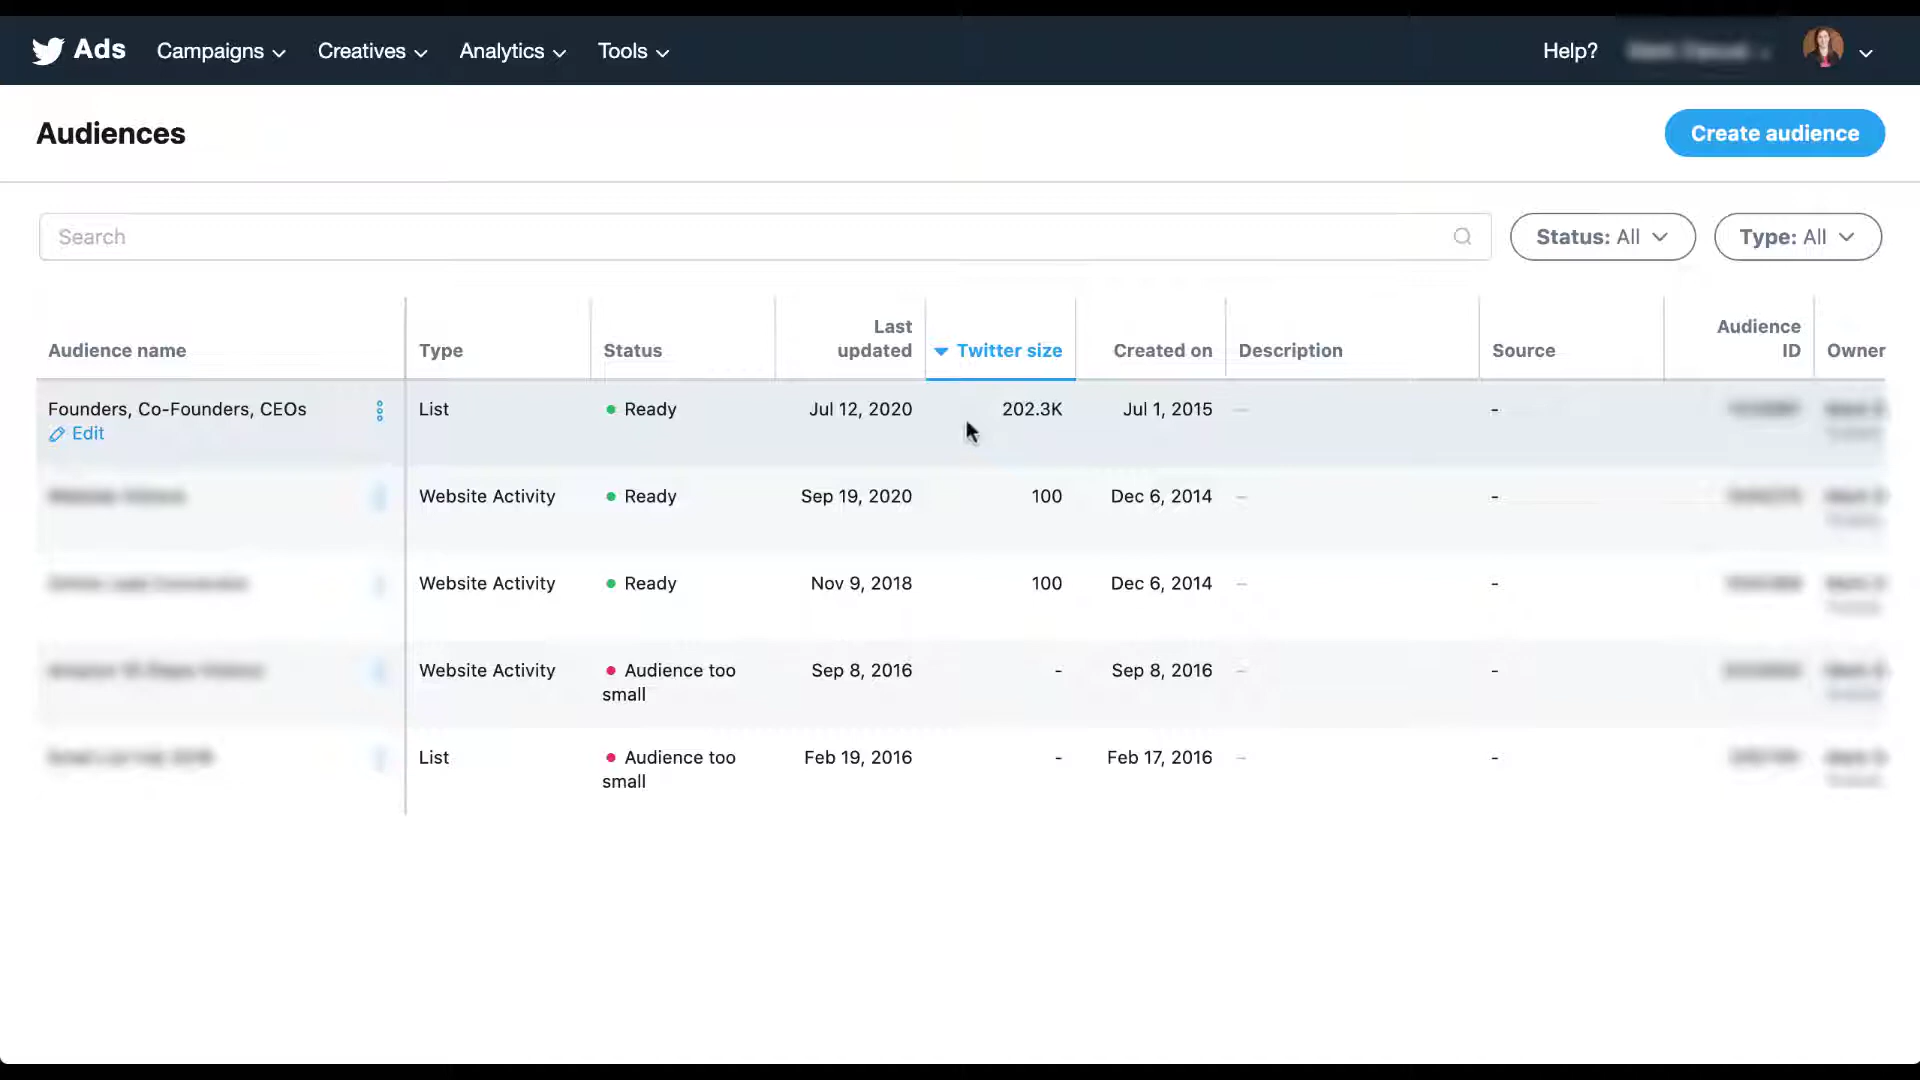 Ads Campaigns Creatives Analytics Tools Help?
Audiences
Create audience
Search
Status: All
Type: All
Audience name
Type
Status
Last
updated
Twitter size
Created on
Description
Source
Audience
ID
Owner
Founders, Co-Founders, CEOs List Ready Jul 12, 2020 202.3K Jul 1, 2015 – -
Edit
Website Activity Ready Sep 19, 2020 100 Dec 6, 2014 – -
Website Activity Ready Nov 9, 2018 100 Dec 6, 2014 – -
Website Activity Audience too Sep 8, 2016 - Sep 8, 2016 – -
small
List Audience too Feb 19, 2016 - Feb 17, 2016 – -
small